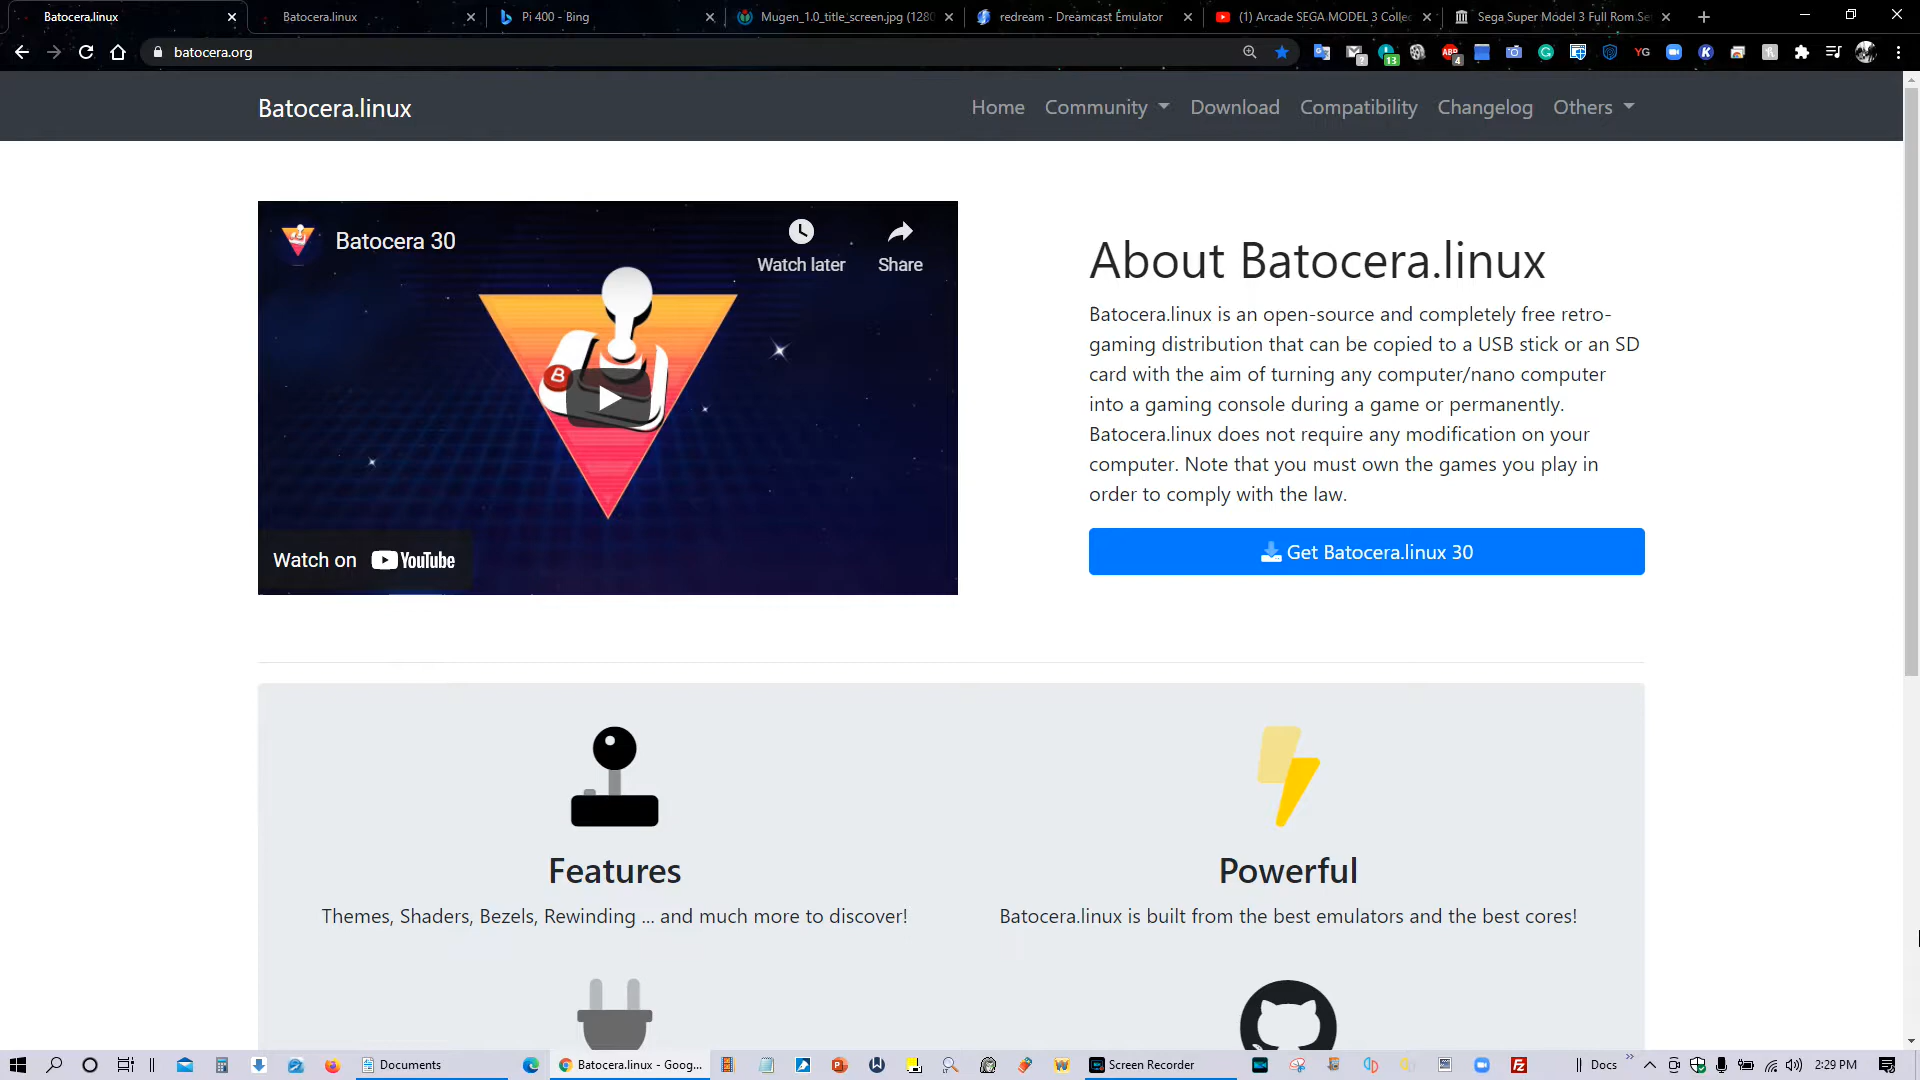 Batocera.linux
Batocera.linux
Pi 400 - Bing
Mugen_1.0_title_screen.jpg (1280
redream - Dreamcast Emulator
(1) Arcade SEGA MODEL 3 Collec
Sega Super Model 3 Full Rom Se
batocera.org
?
13
ABP
4
YG
K
Batocera.linux
Home
Community
Download
Compatibility
Changelog
Others
Batocera 30
Watch later
Share
B
Watch on YouTube
About Batocera.linux
Batocera.linux is an open-source and completely free retro-
gaming distribution that can be copied to a USB stick or an SD
card with the aim of turning any computer/nano computer
into a gaming console during a game or permanently.
Batocera.linux does not require any modification on your
computer. Note that you must own the games you play in
order to comply with the law.
Get Batocera.linux 30
Features
Themes, Shaders, Bezels, Rewinding ... and much more to discover!
Powerful
Batocera.linux is built from the best emulators and the best cores!
Documents
Batocera.linux - Goog...
Screen Recorder
Docs
2:29 PM